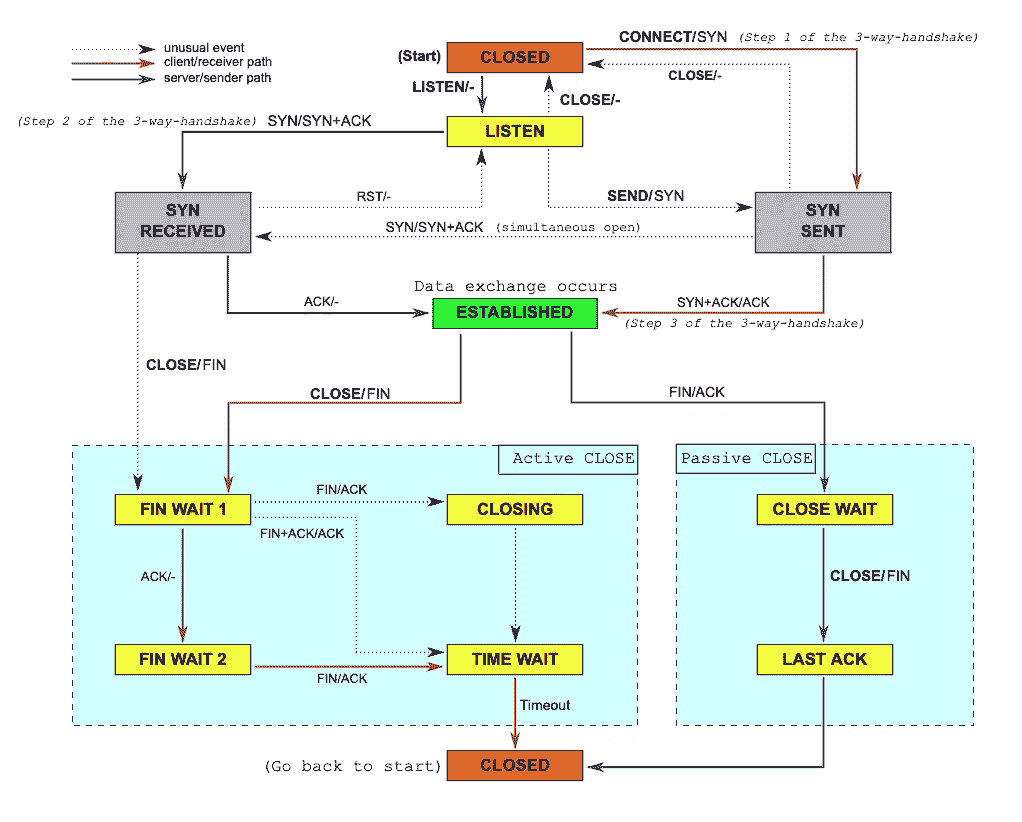 unusual event
client/receiver path
server/sender path
(Start)
CLOSED
CONNECT/SYN (Step 1 of the 3-way-handshake)
CLOSE/-
LISTEN/-
CLOSE/-
(Step 2 of the 3-way-handshake) SYN/SYN+ACK
LISTEN
RST/-
SEND/SYN
SYN
RECEIVED
SYN
SENT
SYN/SYN+ACK (simultaneous open)
Data exchange occurs
ACK/-
ESTABLISHED
SYN+ACK/ACK
(Step 3 of the 3-way-handshake)
CLOSE/FIN
CLOSE/FIN
FIN/ACK
Active CLOSE
Passive CLOSE
FIN WAIT 1
FIN/ACK
CLOSING
CLOSE WAIT
FIN+ACK/ACK
ACK/-
CLOSE/FIN
FIN WAIT 2
FIN/ACK
TIME WAIT
LAST ACK
Timeout
(Go back to start)
CLOSED